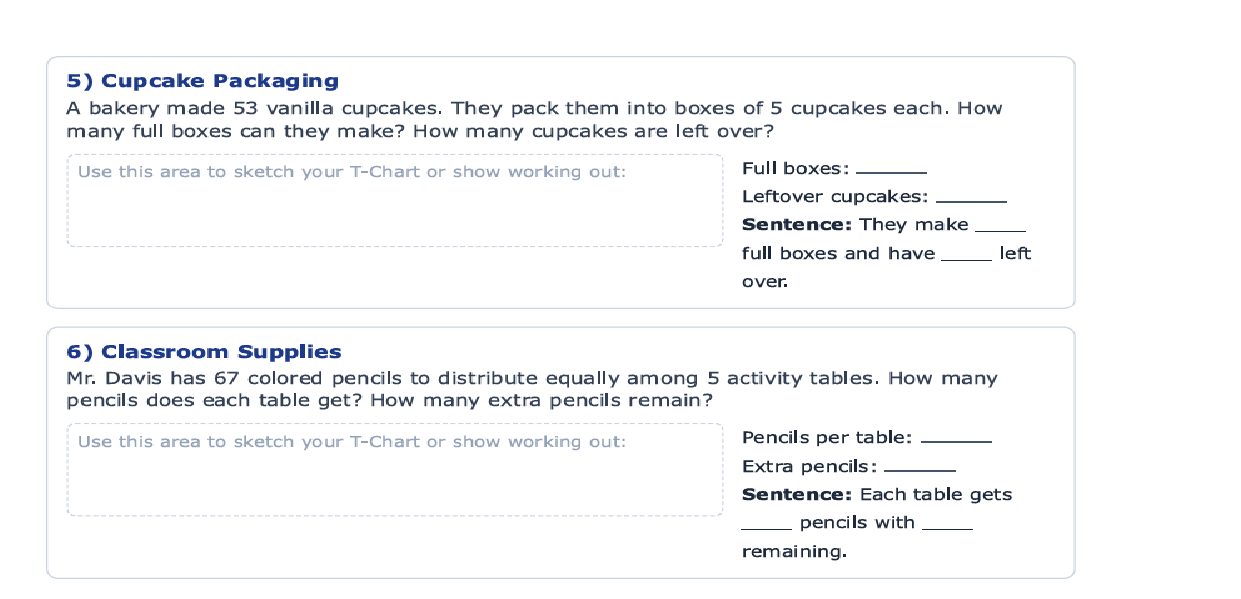 5) Cupcake Packaging
A bakery made 53 vanilla cupcakes. They pack them into boxes of 5 cupcakes each. How
many full boxes can they make? How many cupcakes are left over?
Use this area to sketch your T-Chart or show working out:
Full boxes: _______
Leftover cupcakes: _______
Sentence: They make _____
full boxes and have _____ left
over.
6) Classroom Supplies
Mr. Davis has 67 colored pencils to distribute equally among 5 activity tables. How many
pencils does each table get? How many extra pencils remain?
Use this area to sketch your T-Chart or show working out:
Pencils per table: _______
Extra pencils: _______
Sentence: Each table gets
_____ pencils with _____
remaining.